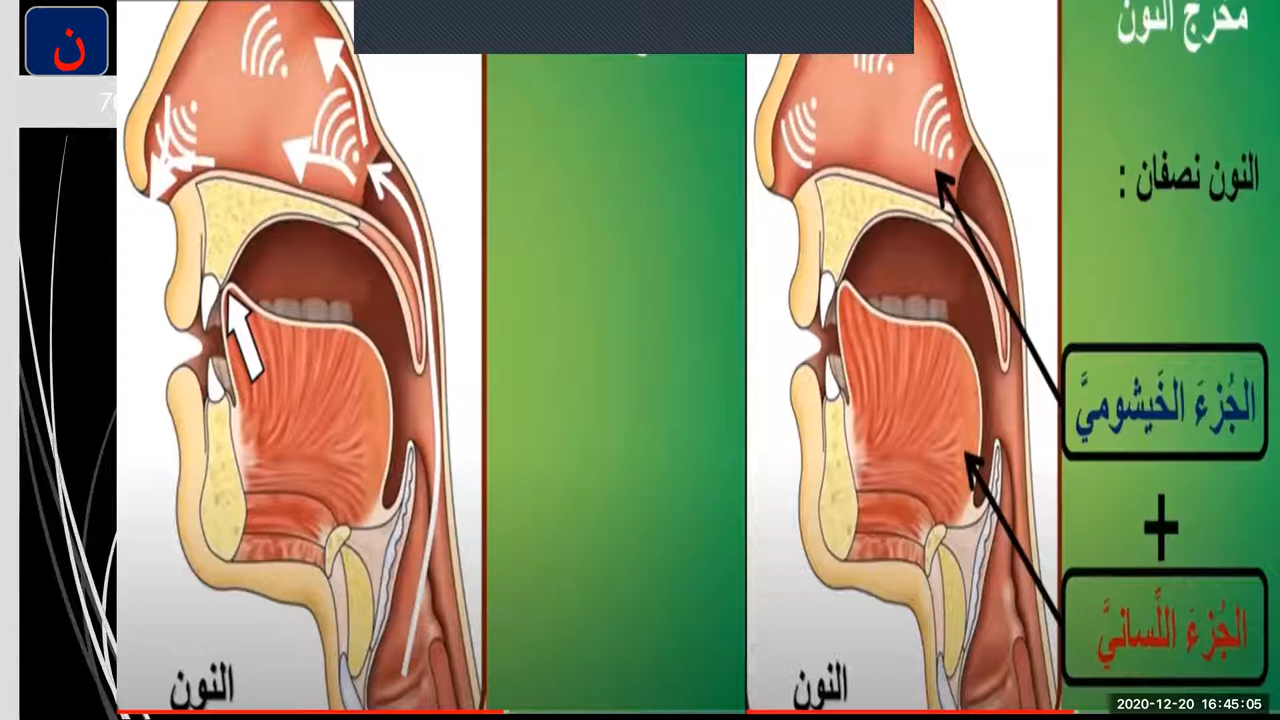 ن
مخرج النون
النون نصفان :
الجُزءَ الخَيشوميَّ
+
الجُزءَ اللِّسانيَّ
النون
النون
2020-12-20 16:45:05